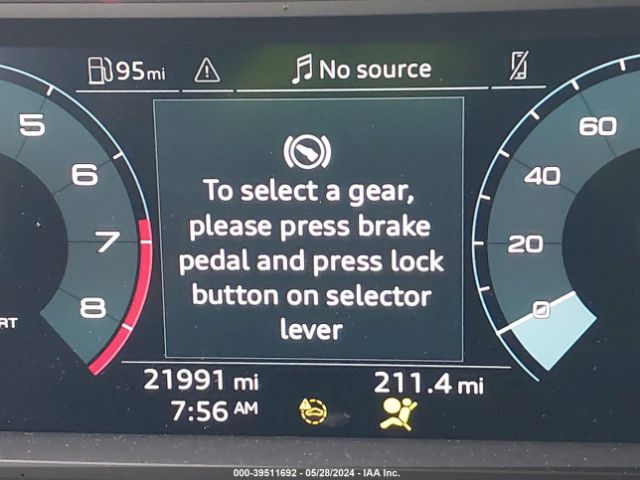 95mi
No source
5
6
7
8
RT
To select a gear,
please press brake
pedal and press lock
button on selector
lever
60
40
20
0
21991 mi
211.4 mi
7:56 AM
000-39511692 - 05/28/2024 - IAA Inc.